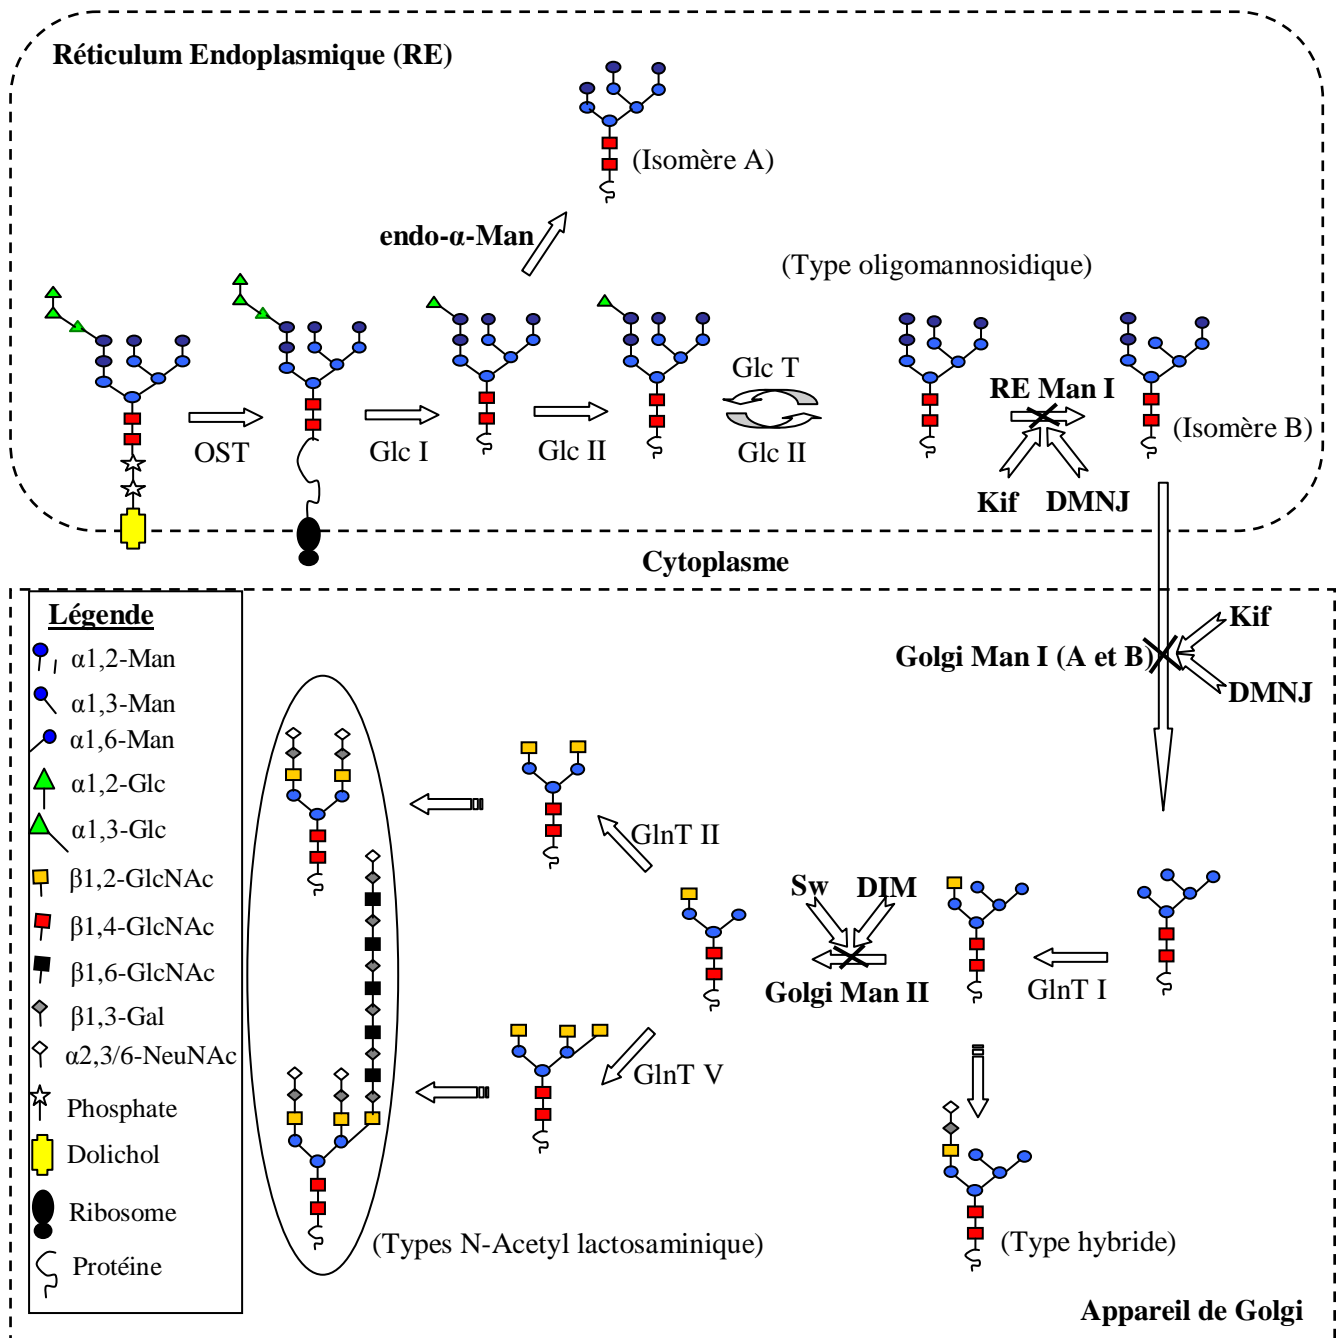 Réticulum Endoplasmique (RE)
(Isomère A)
endo-α-Man
(Type oligomannosidique)
Glc T
RE Man I
OST
Glc I
Glc II
Glc II
(Isomère B)
Kif
DMNJ
Cytoplasme
Légende
α1,2-Man
α1,3-Man
α1,6-Man
α1,2-Glc
α1,3-Glc
β1,2-GlcNAc
β1,4-GlcNAc
β1,6-GlcNAc
β1,3-Gal
α2,3/6-NeuNAc
Phosphate
Dolichol
Ribosome
Protéine
Kif
Golgi Man I (A et B)
DMNJ
GlnT II
Sw
DIM
Golgi Man II
GlnT I
GlnT V
(Types N-Acetyl lactosaminique)
(Type hybride)
Appareil de Golgi